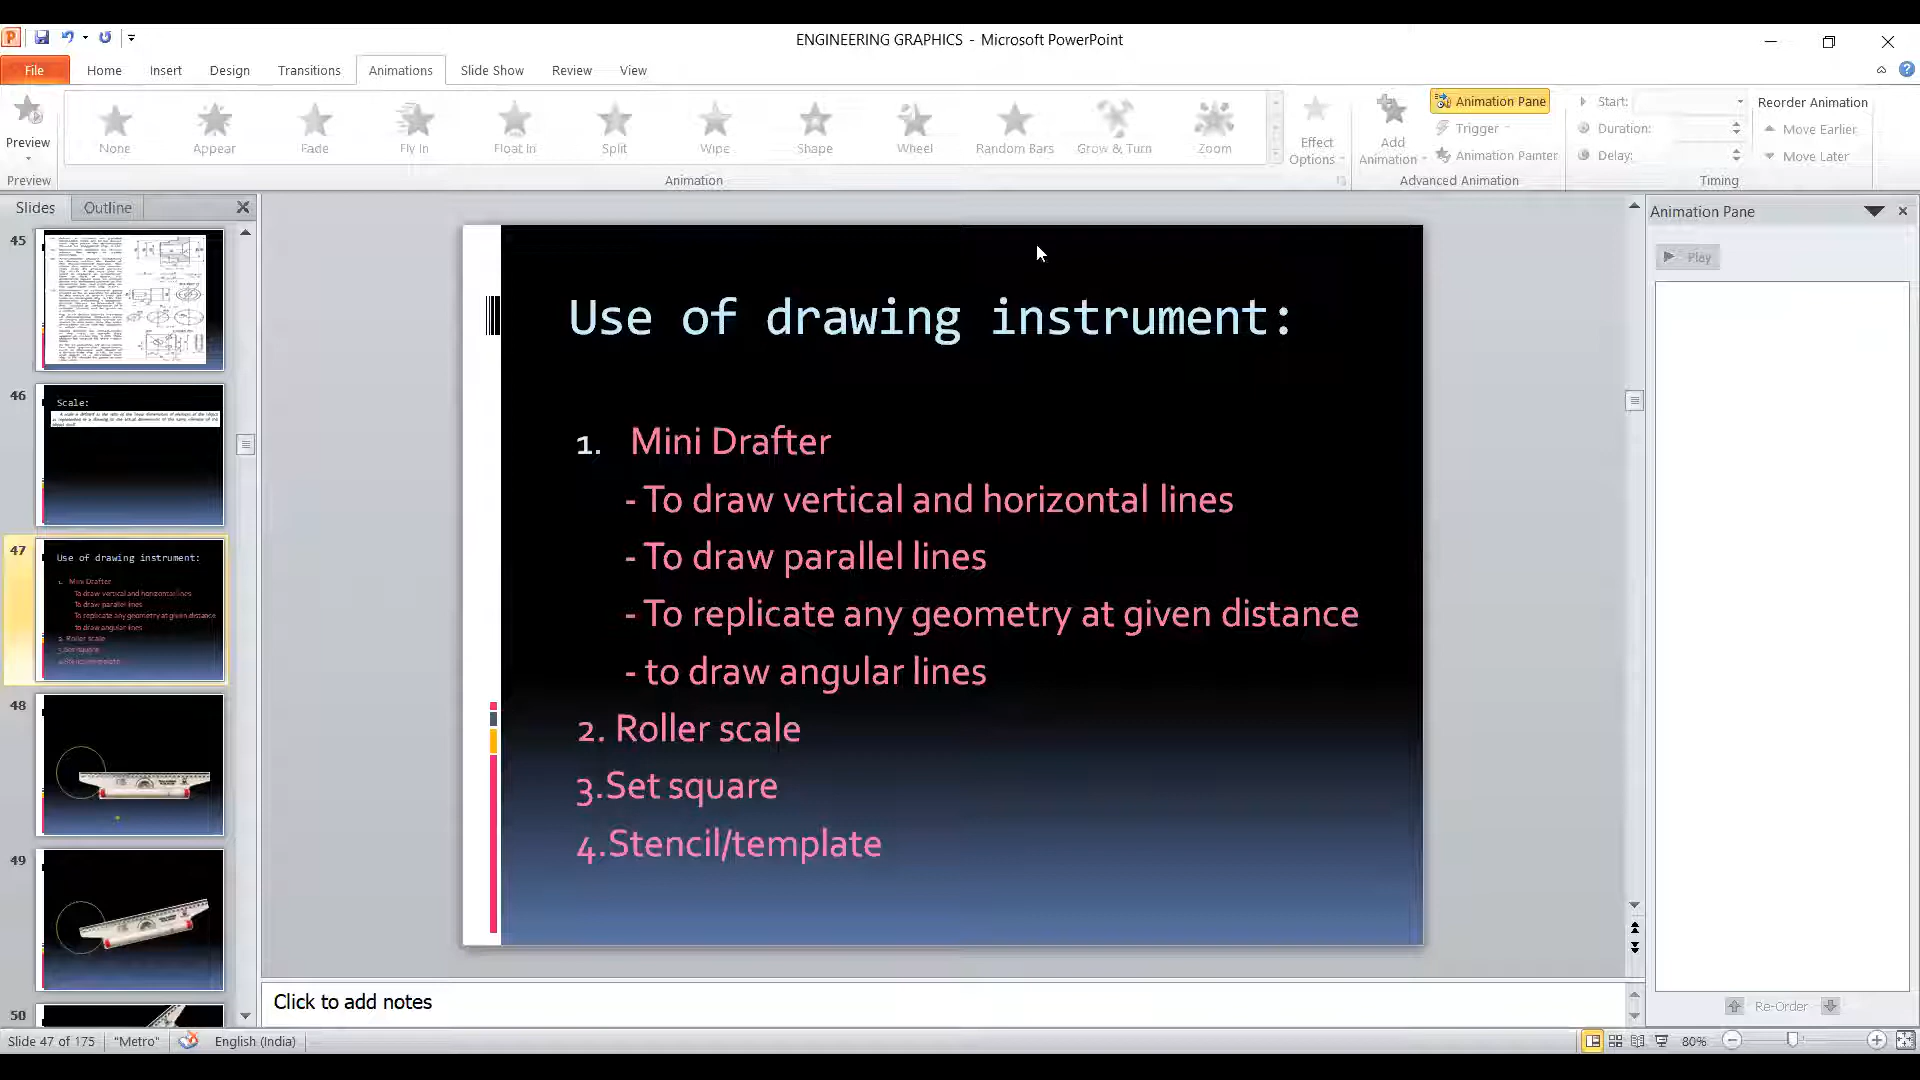 ENGINEERING GRAPHICS - Microsoft PowerPoint
File Home Insert Design Transitions Animations Slide Show Review View
Preview
None Appear Fade Fly In Float In Split Wipe Shape Wheel Random Bars Grow & Turn Zoom
Effect Options
Add Animation
Animation Pane
Trigger
Animation Painter
Start:
Duration:
Delay:
Reorder Animation
Move Earlier
Move Later
Preview Animation Advanced Animation Timing
Slides Outline
45
46
Scale:
47
Use of drawing instrument:
1. Mini Drafter
To draw vertical and horizontal lines
To draw parallel lines
To replicate any geometry at given distance
to draw angular lines
2. Roller scale
3.Set square
4.Stencil/template
48
49
50
Use of drawing instrument:
1. Mini Drafter
- To draw vertical and horizontal lines
- To draw parallel lines
- To replicate any geometry at given distance
- to draw angular lines
2. Roller scale
3.Set square
4.Stencil/template
Click to add notes
Animation Pane
Play
Re-Order
Slide 47 of 175 "Metro" English (India) 80%